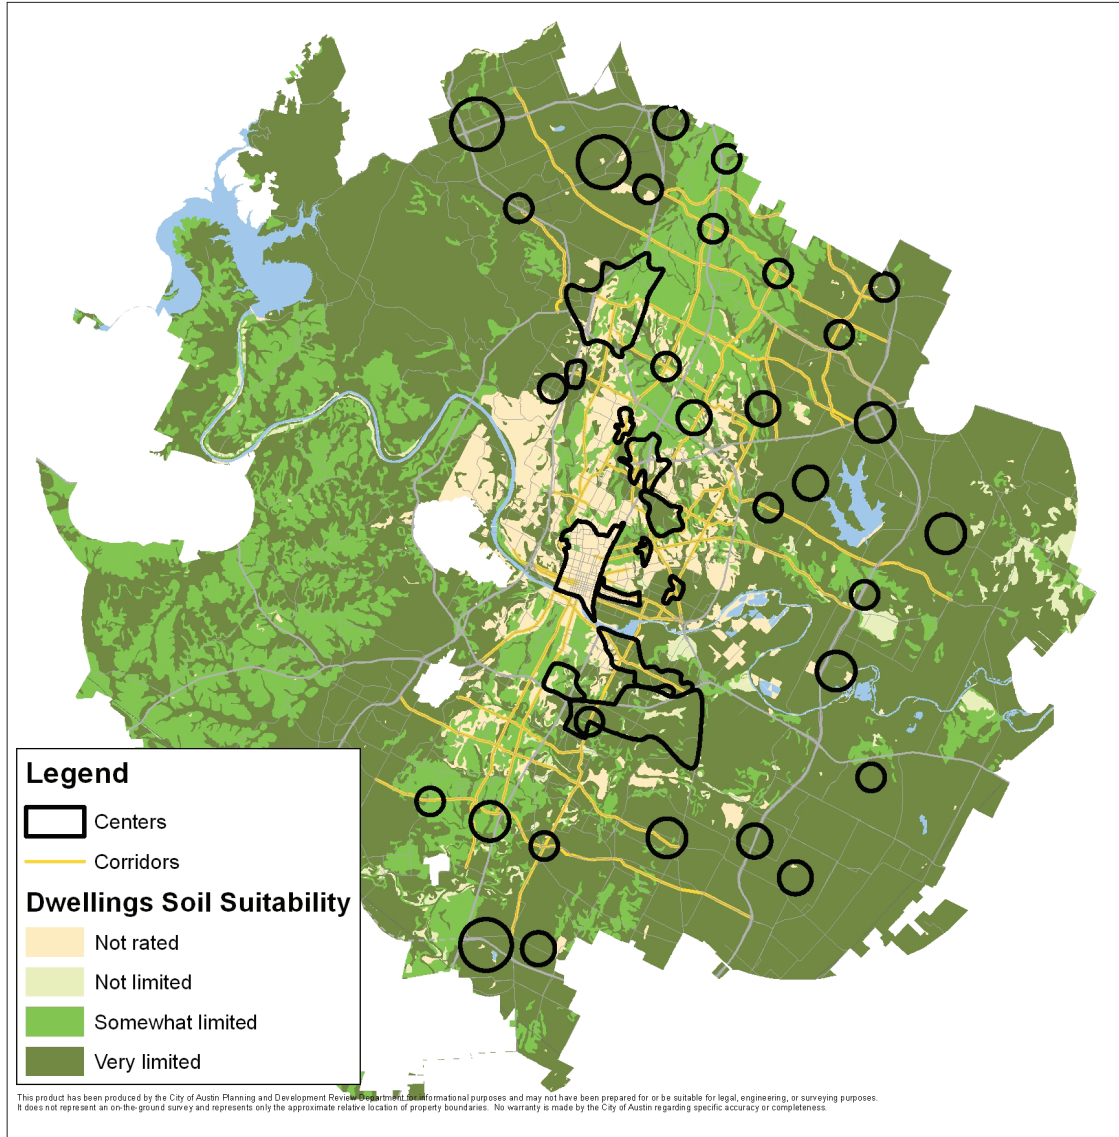 Legend
Centers
Corridors
Dwellings Soil Suitability
Not rated
Not limited
Somewhat limited
Very limited
This product has been produced by the City of Austin Planning and Development Review Department for informational purposes and may not have been prepared for or be suitable for legal, engineering, or surveying purposes.
It does not represent an on-the-ground survey and represents only the approximate relative location of property boundaries. No warranty is made by the City of Austin regarding specific accuracy or completeness.